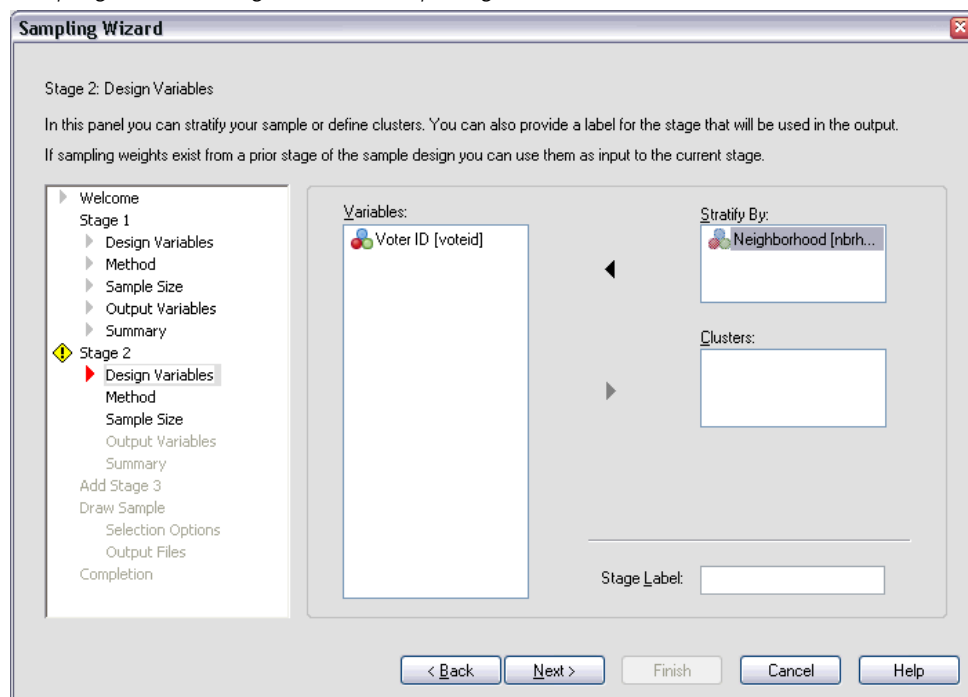 Sampling Wizard
Stage 2: Design Variables
In this panel you can stratify your sample or define clusters. You can also provide a label for the stage that will be used in the output.
If sampling weights exist from a prior stage of the sample design you can use them as input to the current stage.
Welcome
Stage 1
Design Variables
Method
Sample Size
Output Variables
Summary
Stage 2
Design Variables
Method
Sample Size
Output Variables
Summary
Add Stage 3
Draw Sample
Selection Options
Output Files
Completion
Variables:
Voter ID [voteid]
Stratify By:
Neighborhood [nbrh...
Clusters:
Stage Label:
< Back
Next >
Finish
Cancel
Help